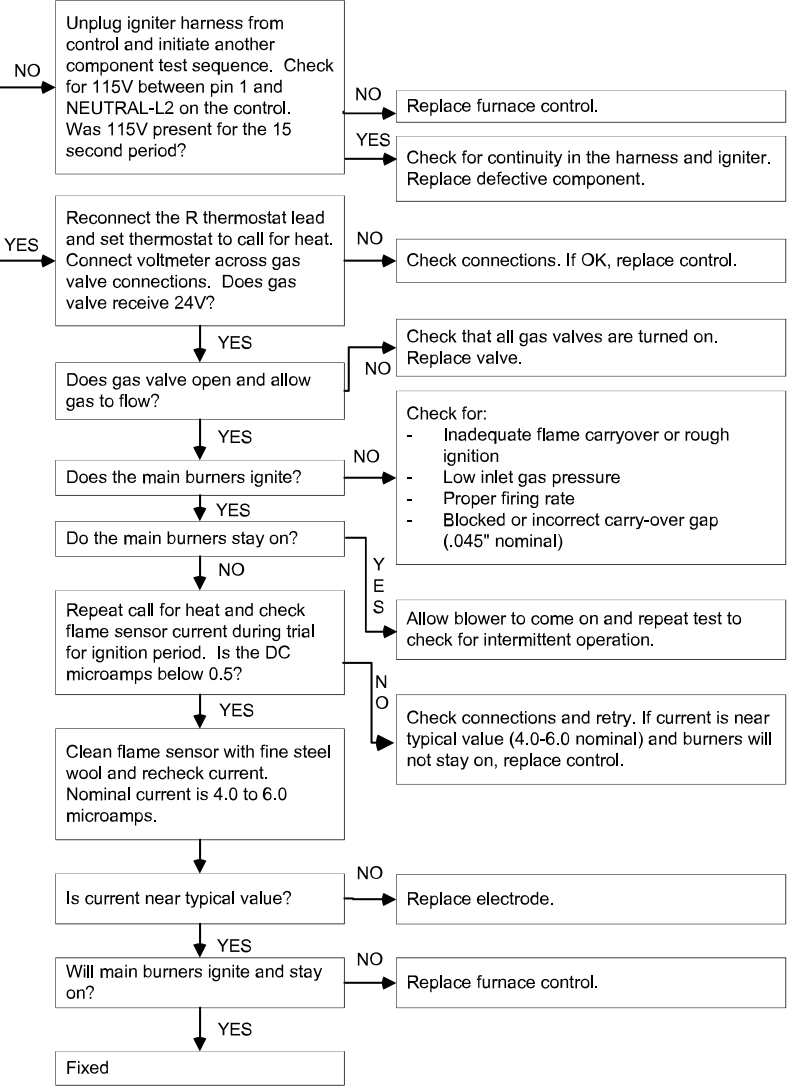 Unplug igniter harness from
control and initiate another
component test sequence.  Check
for 115V between pin 1 and
NEUTRAL-L2 on the control.
Was 115V present for the 15
second period?
NO
NO
Replace furnace control.
YES
Check for continuity in the harness and igniter.
Replace defective component.
YES
Reconnect the R thermostat lead
and set thermostat to call for heat.
Connect voltmeter across gas
valve connections.  Does gas
valve receive 24V?
NO
Check connections. If OK, replace control.
YES
Does gas valve open and allow
gas to flow?
NO
Check that all gas valves are turned on.
Replace valve.
YES
Does the main burners ignite?
NO
Check for:
- Inadequate flame carryover or rough
ignition
- Low inlet gas pressure
- Proper firing rate
- Blocked or incorrect carry-over gap
(.045" nominal)
YES
Do the main burners stay on?
YES
Allow blower to come on and repeat test to
check for intermittent operation.
NO
Repeat call for heat and check
flame sensor current during trial
for ignition period.  Is the DC
microamps below 0.5?
NO
Check connections and retry. If current is near
typical value (4.0-6.0 nominal) and burners will
not stay on, replace control.
YES
Clean flame sensor with fine steel
wool and recheck current.
Nominal current is 4.0 to 6.0
microamps.
Is current near typical value?
NO
Replace electrode.
YES
Will main burners ignite and stay
on?
NO
Replace furnace control.
YES
Fixed